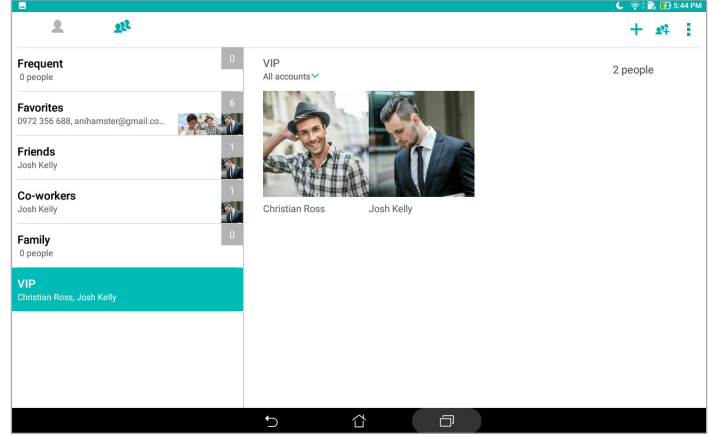 5:44 PM
Frequent
0
0 people
Favorites
6
0972 356 688, anihamster@gmail.co...
Friends
1
Josh Kelly
Co-workers
1
Josh Kelly
Family
0
0 people
VIP
Christian Ross, Josh Kelly
VIP
All accounts
2 people
Christian Ross
Josh Kelly